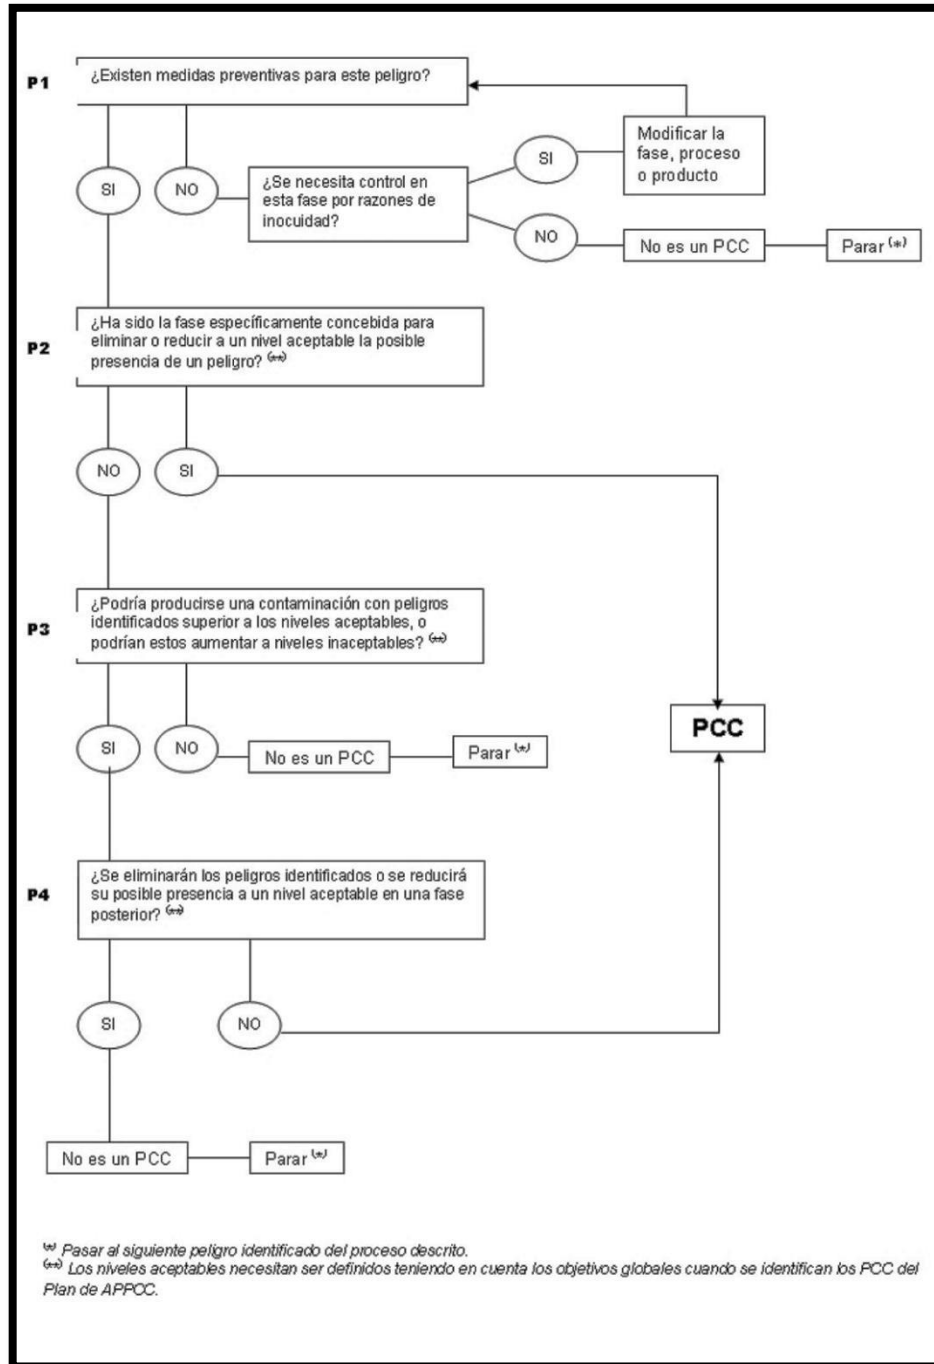 P1
¿Existen medidas preventivas para este peligro?
SI
NO
¿Se necesita control en
esta fase por razones de
inocuidad?
SI
Modificar la
fase, proceso
o producto
NO
No es un PCC
Parar (*)
P2
¿Ha sido la fase específicamente concebida para
eliminar o reducir a un nivel aceptable la posible
presencia de un peligro? (**)
NO
SI
P3
¿Podría producirse una contaminación con peligros
identificados superior a los niveles aceptables, o
podrían estos aumentar a niveles inaceptables? (**)
SI
NO
No es un PCC
Parar (*)
PCC
P4
¿Se eliminarán los peligros identificados o se reducirá
su posible presencia a un nivel aceptable en una fase
posterior? (**)
SI
NO
No es un PCC
Parar (*)
(*) Pasar al siguiente peligro identificado del proceso descrito.
(**) Los niveles aceptables necesitan ser definidos teniendo en cuenta los objetivos globales cuando se identifican los PCC del
Plan de APPCC.